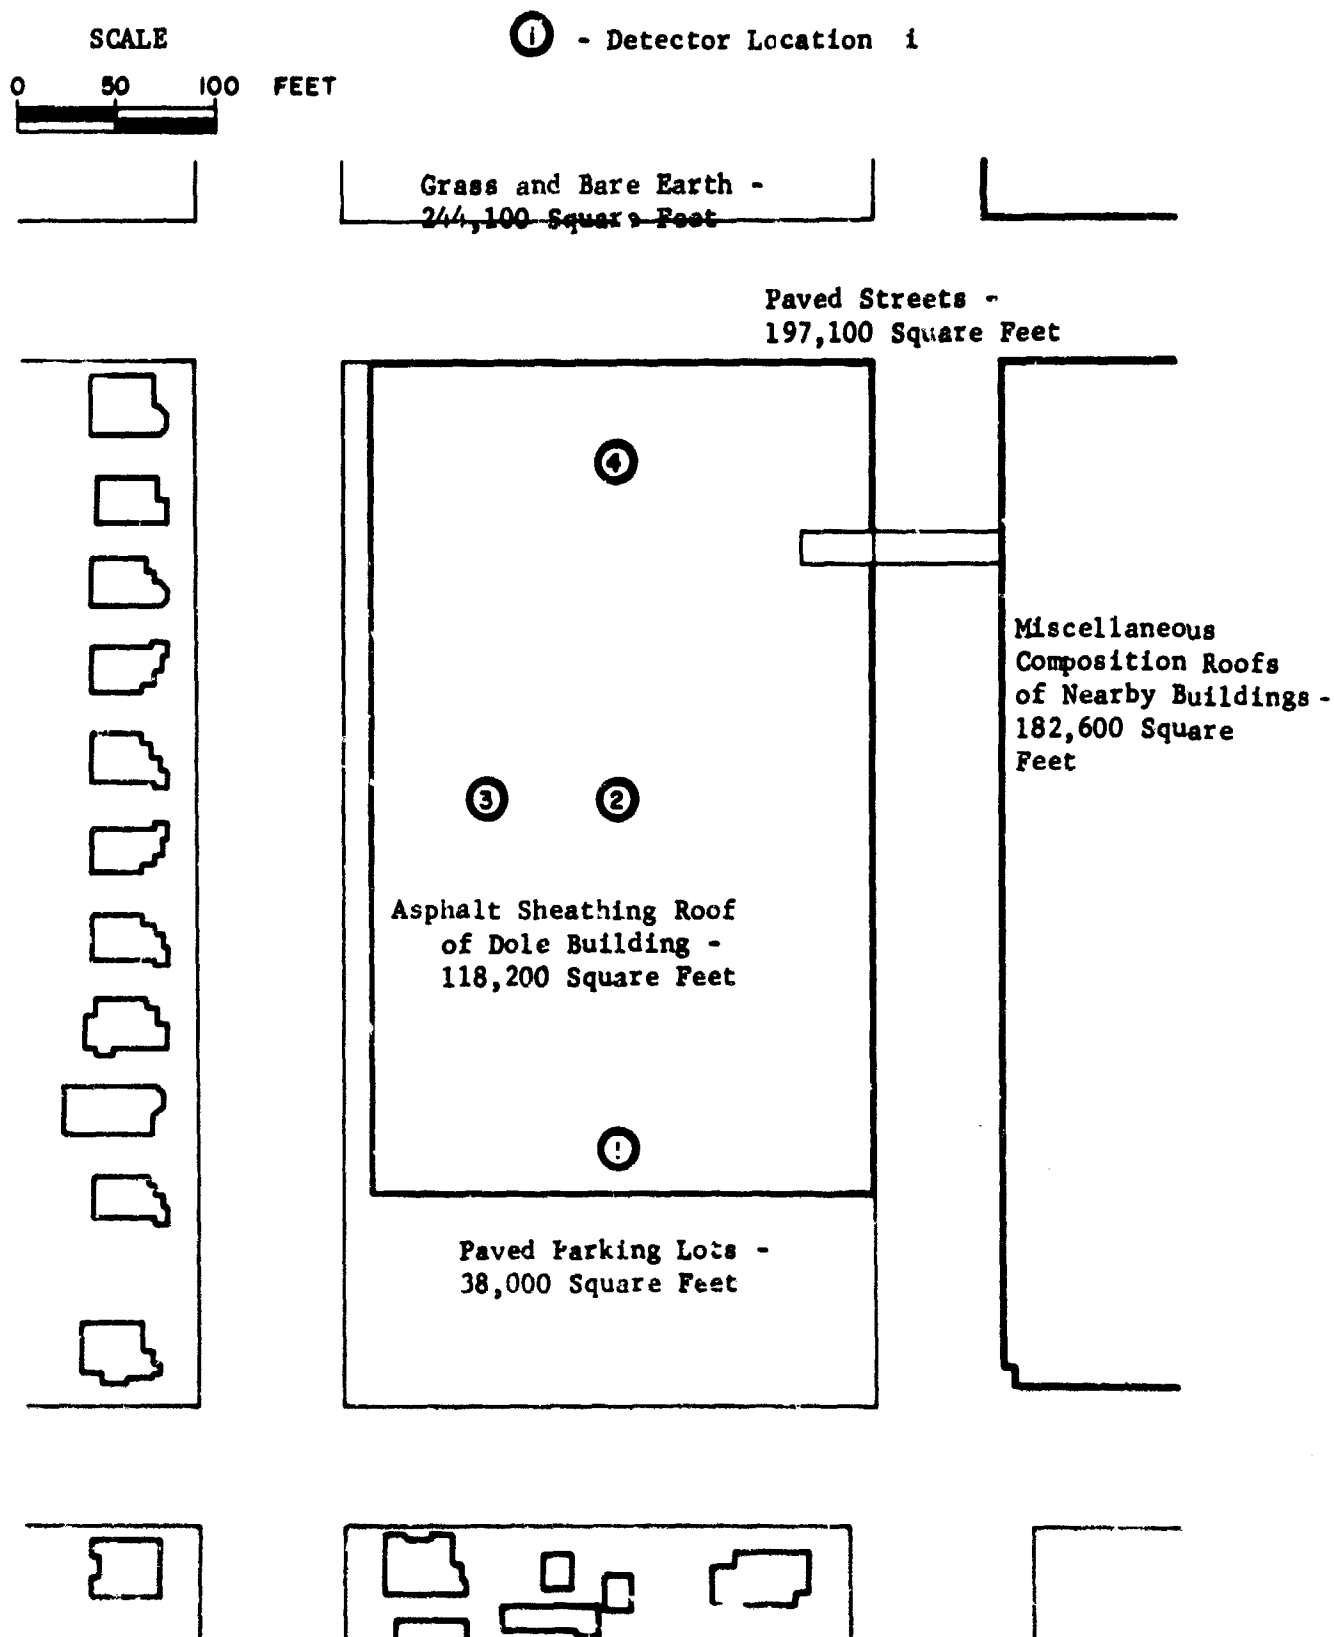 SCALE
0 50 100 FEET
i - Detector Location i
Grass and Bare Earth -
244,100 Square Feet
Paved Streets -
197,100 Square Feet
4
Miscellaneous
Composition Roofs
of Nearby Buildings -
182,600 Square
Feet
3 2
Asphalt Sheathing Roof
of Dole Building -
118,200 Square Feet
1
Paved Parking Lots -
38,000 Square Feet